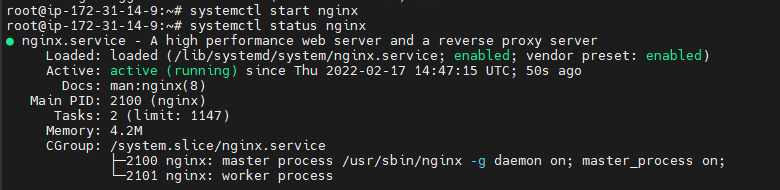 root@ip-172-31-14-9:~# systemctl start nginx
root@ip-172-31-14-9:~# systemctl status nginx
● nginx.service - A high performance web server and a reverse proxy server
Loaded: loaded (/lib/systemd/system/nginx.service; enabled; vendor preset: enabled)
Active: active (running) since Thu 2022-02-17 14:47:15 UTC; 50s ago
Docs: man:nginx(8)
Main PID: 2100 (nginx)
Tasks: 2 (limit: 1147)
Memory: 4.2M
CGroup: /system.slice/nginx.service
├─2100 nginx: master process /usr/sbin/nginx -g daemon on; master_process on;
└─2101 nginx: worker process